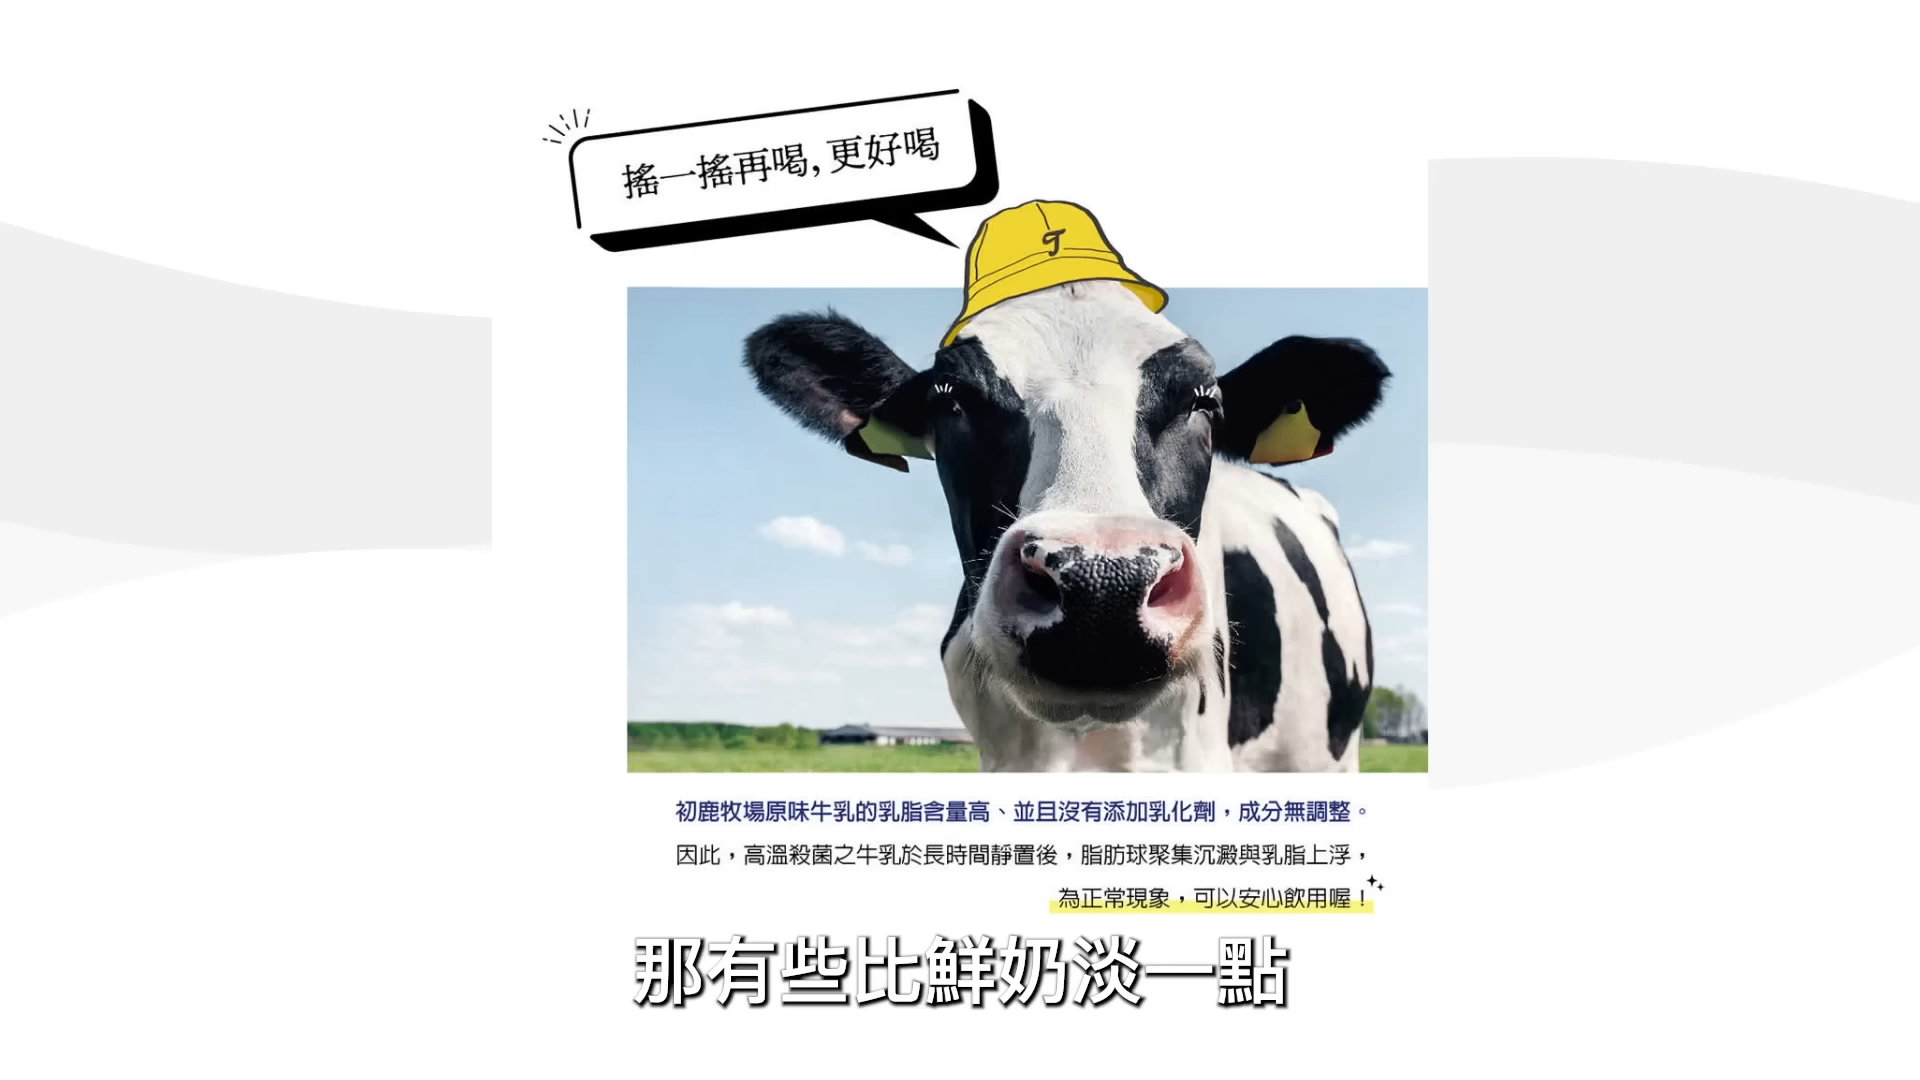 搖一搖再喝，更好喝
初鹿牧場原味牛乳的乳脂含量高、並且沒有添加乳化劑，成分無調整。
因此，高溫殺菌之牛乳於長時間靜置後，脂肪球聚集沉澱與乳脂上浮，
為正常現象，可以安心飲用喔！
那有些比鮮奶淡一點